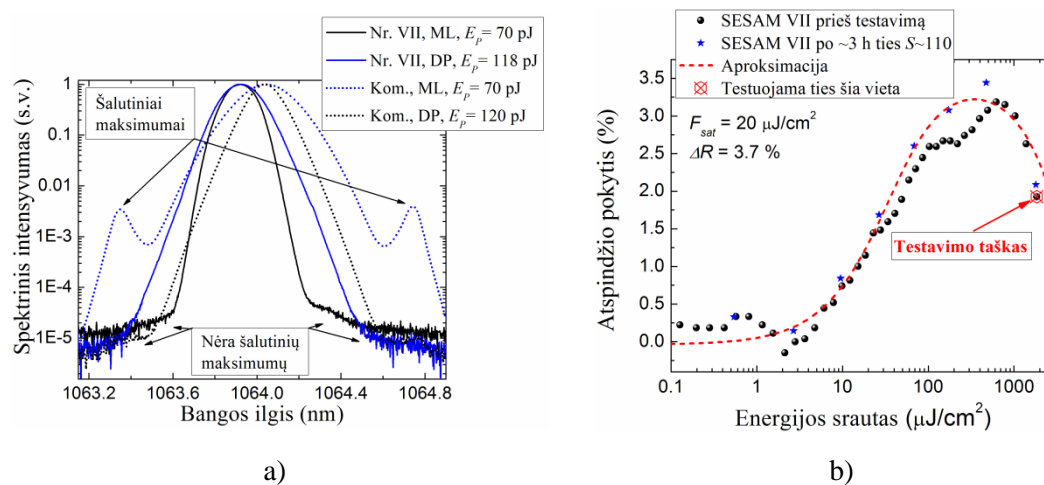 Nr. VII, ML, E_P= 70 pJ
Nr. VII, DP, E_P= 118 pJ
Kom., ML, E_P= 70 pJ
Kom., DP, E_P= 120 pJ
Šalutiniai
maksimumai
Nėra šalutinių
maksimumų
Spektrinis intensyvumas (s.v.)
1
0.1
0.01
1E-3
1E-4
1E-5
1063.2
1063.6
1064.0
1064.4
1064.8
Bangos ilgis (nm)
a)
b)
SESAM VII prieš testavimą
SESAM VII po ~3 h ties S~110
Aproksimacija
Testuojama ties šia vieta
F_sat = 20 μJ/cm²
ΔR = 3.7 %
Testavimo taškas
Atspindžio pokytis (%)
3.5
3.0
2.5
2.0
1.5
1.0
0.5
0.0
0.1
1
10
100
1000
Energijos srautas (μJ/cm²)
b)